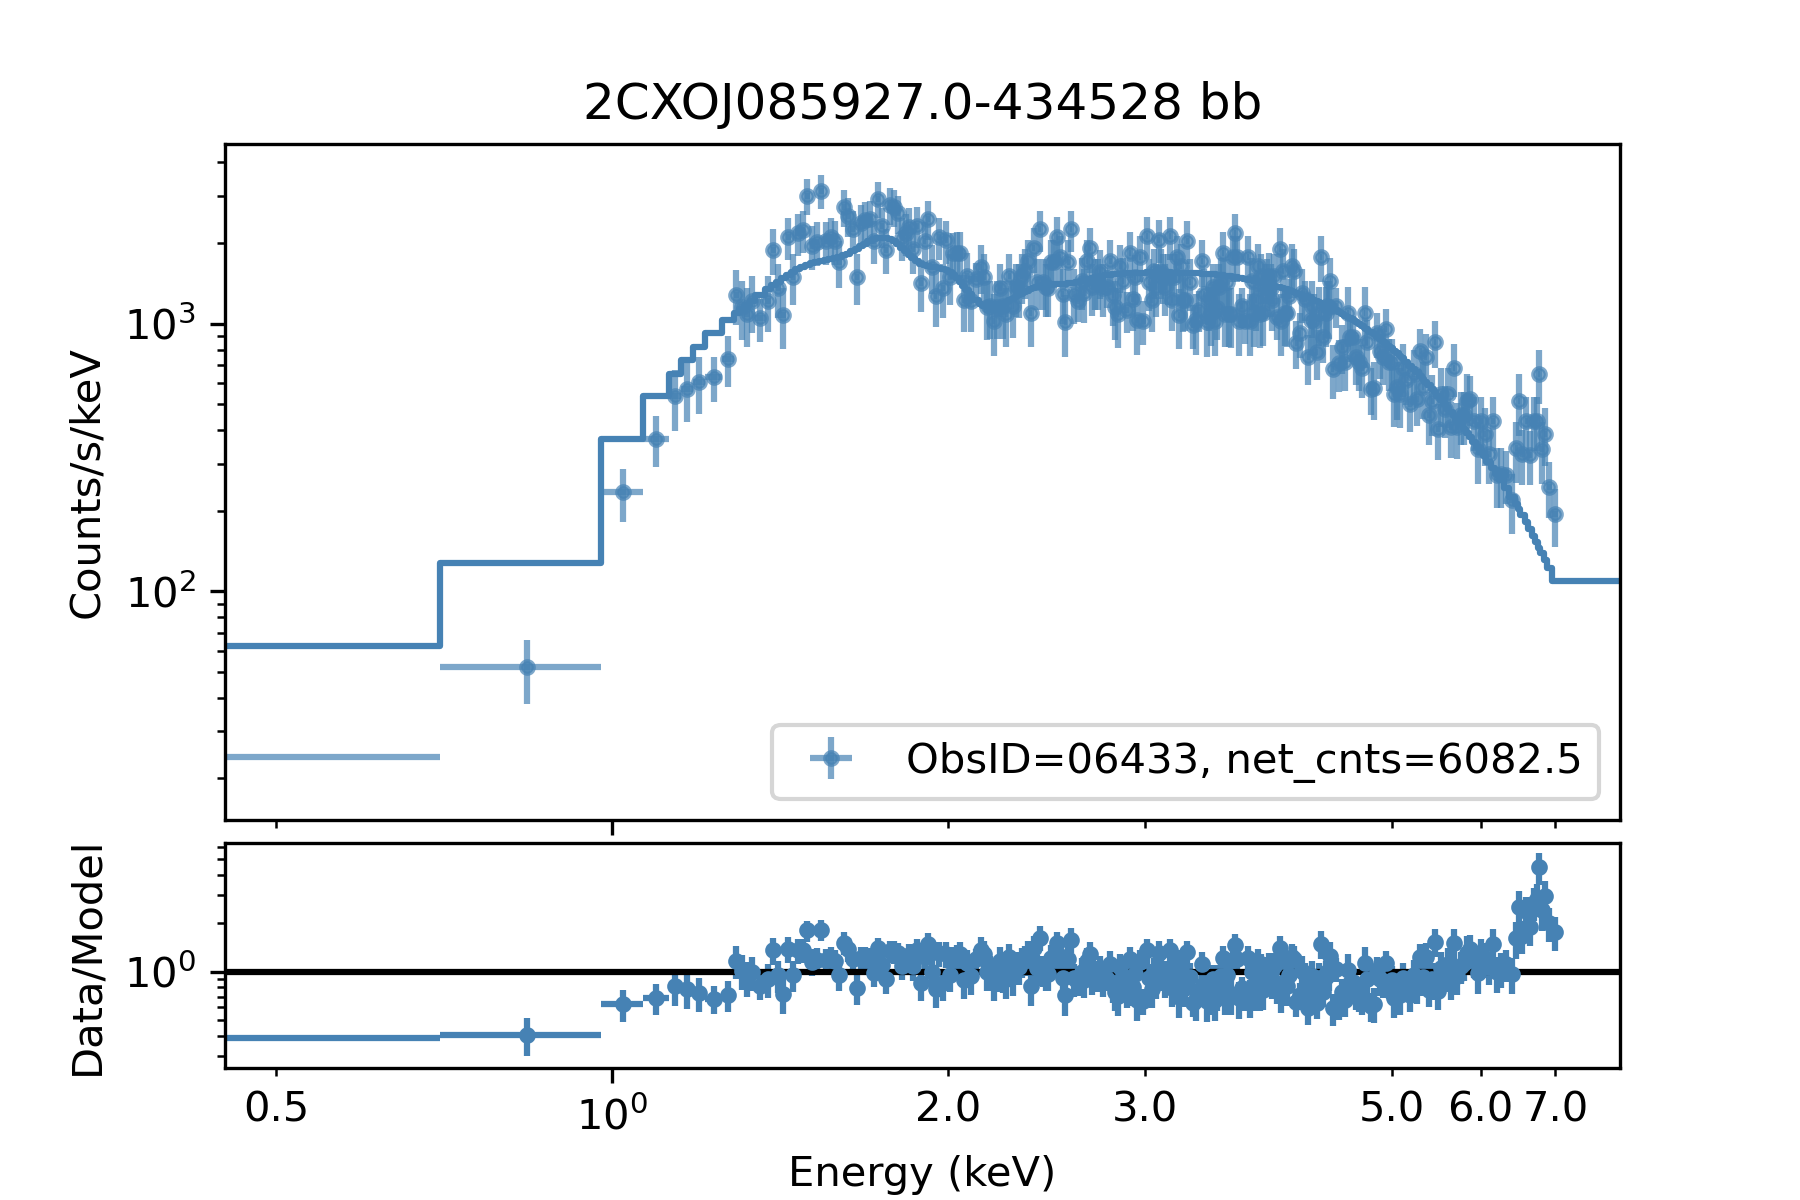 2CXOJ085927.0-434528 bb
Counts/s/keV
10³
10²
ObsID=06433, net_cnts=6082.5
Data/Model
10⁰
0.5
10⁰
2.0
3.0
5.0
6.0
7.0
Energy (keV)